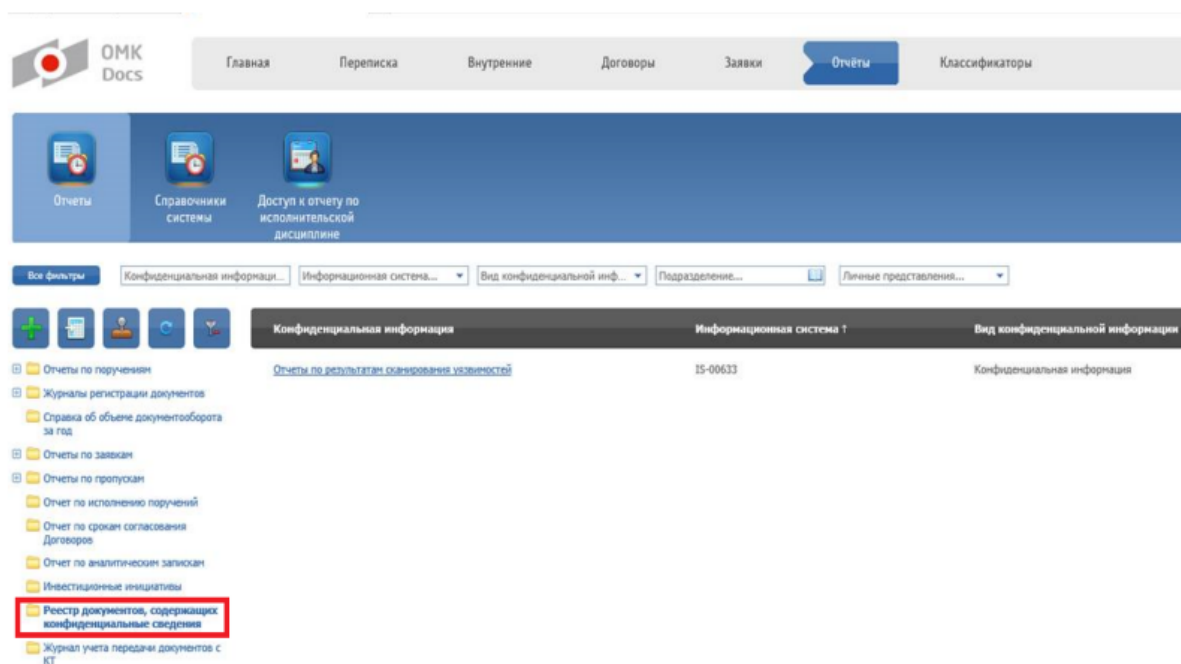 ОМК
Docs
Главная
Переписка
Внутренние
Договоры
Заявки
Отчёты
Классификаторы
Отчеты
Справочники
системы
Доступ к отчету по
исполнительской
дисциплине
Все фильтры
Конфиденциальная информаци...
Информационная система...
Вид конфиденциальной инф...
Подразделение...
Личные представления...
Конфиденциальная информация
Информационная система ↑
Вид конфиденциальной информации
Отчеты по результатам сканирования уязвимостей
IS-00633
Конфиденциальная информация
Отчеты по поручениям
Журналы регистрации документов
Справка об объеме документооборота
за год
Отчеты по заявкам
Отчеты по пропускам
Отчет по исполнению поручений
Отчет по срокам согласования
Договоров
Отчет по аналитическим запискам
Инвестиционные инициативы
Реестр документов, содержащих
конфиденциальные сведения
Журнал учета передачи документов с
КТ